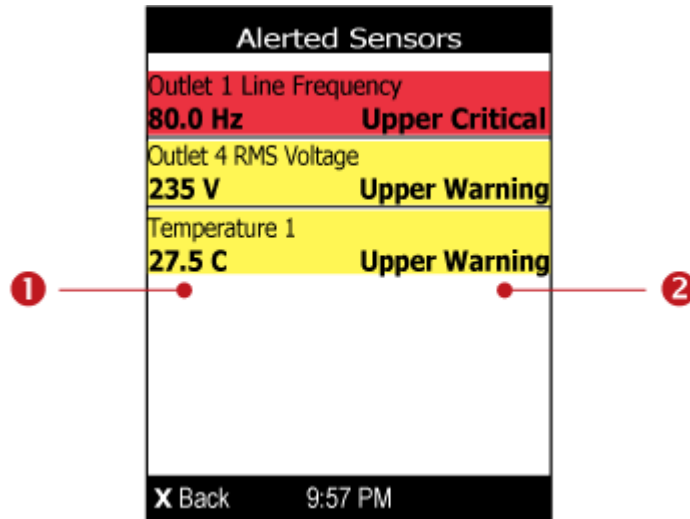 Alerted Sensors
Outlet 1 Line Frequency
80.0 Hz Upper Critical
Outlet 4 RMS Voltage
235 V Upper Warning
Temperature 1
27.5 C Upper Warning
1 2
X Back 9:57 PM